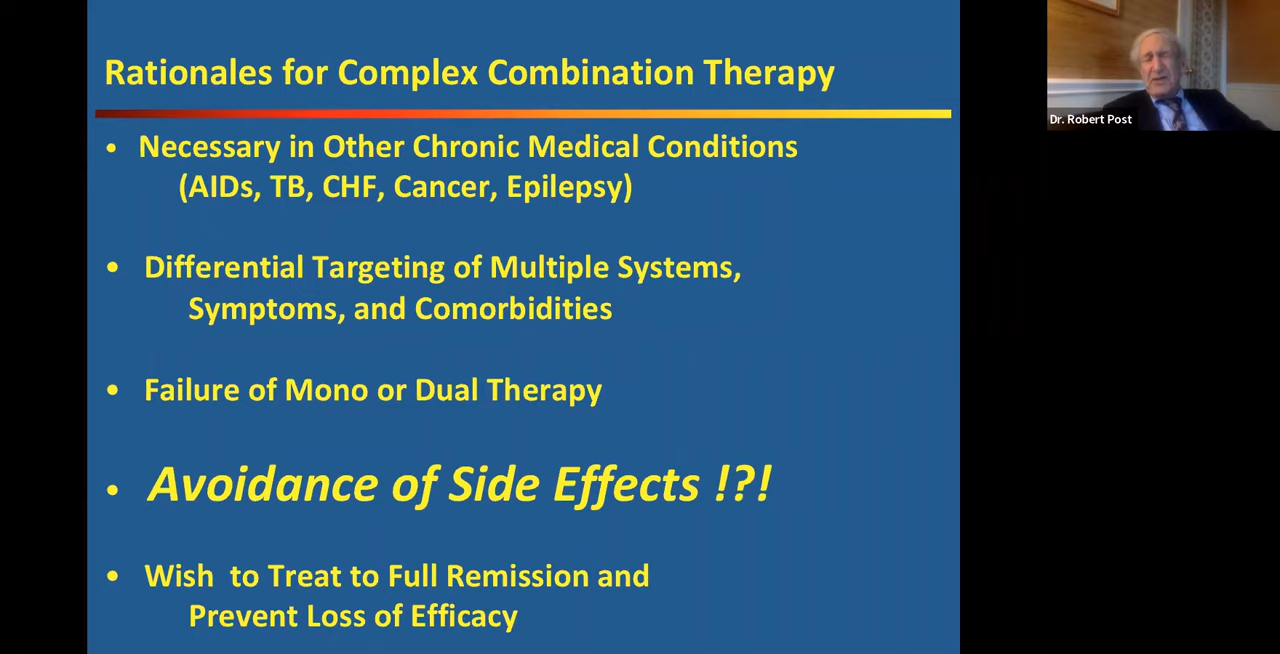 Rationales for Complex Combination Therapy
• Necessary in Other Chronic Medical Conditions
(AIDs, TB, CHF, Cancer, Epilepsy)
• Differential Targeting of Multiple Systems,
Symptoms, and Comorbidities
• Failure of Mono or Dual Therapy
• Avoidance of Side Effects !?!
• Wish to Treat to Full Remission and
Prevent Loss of Efficacy
Dr. Robert Post